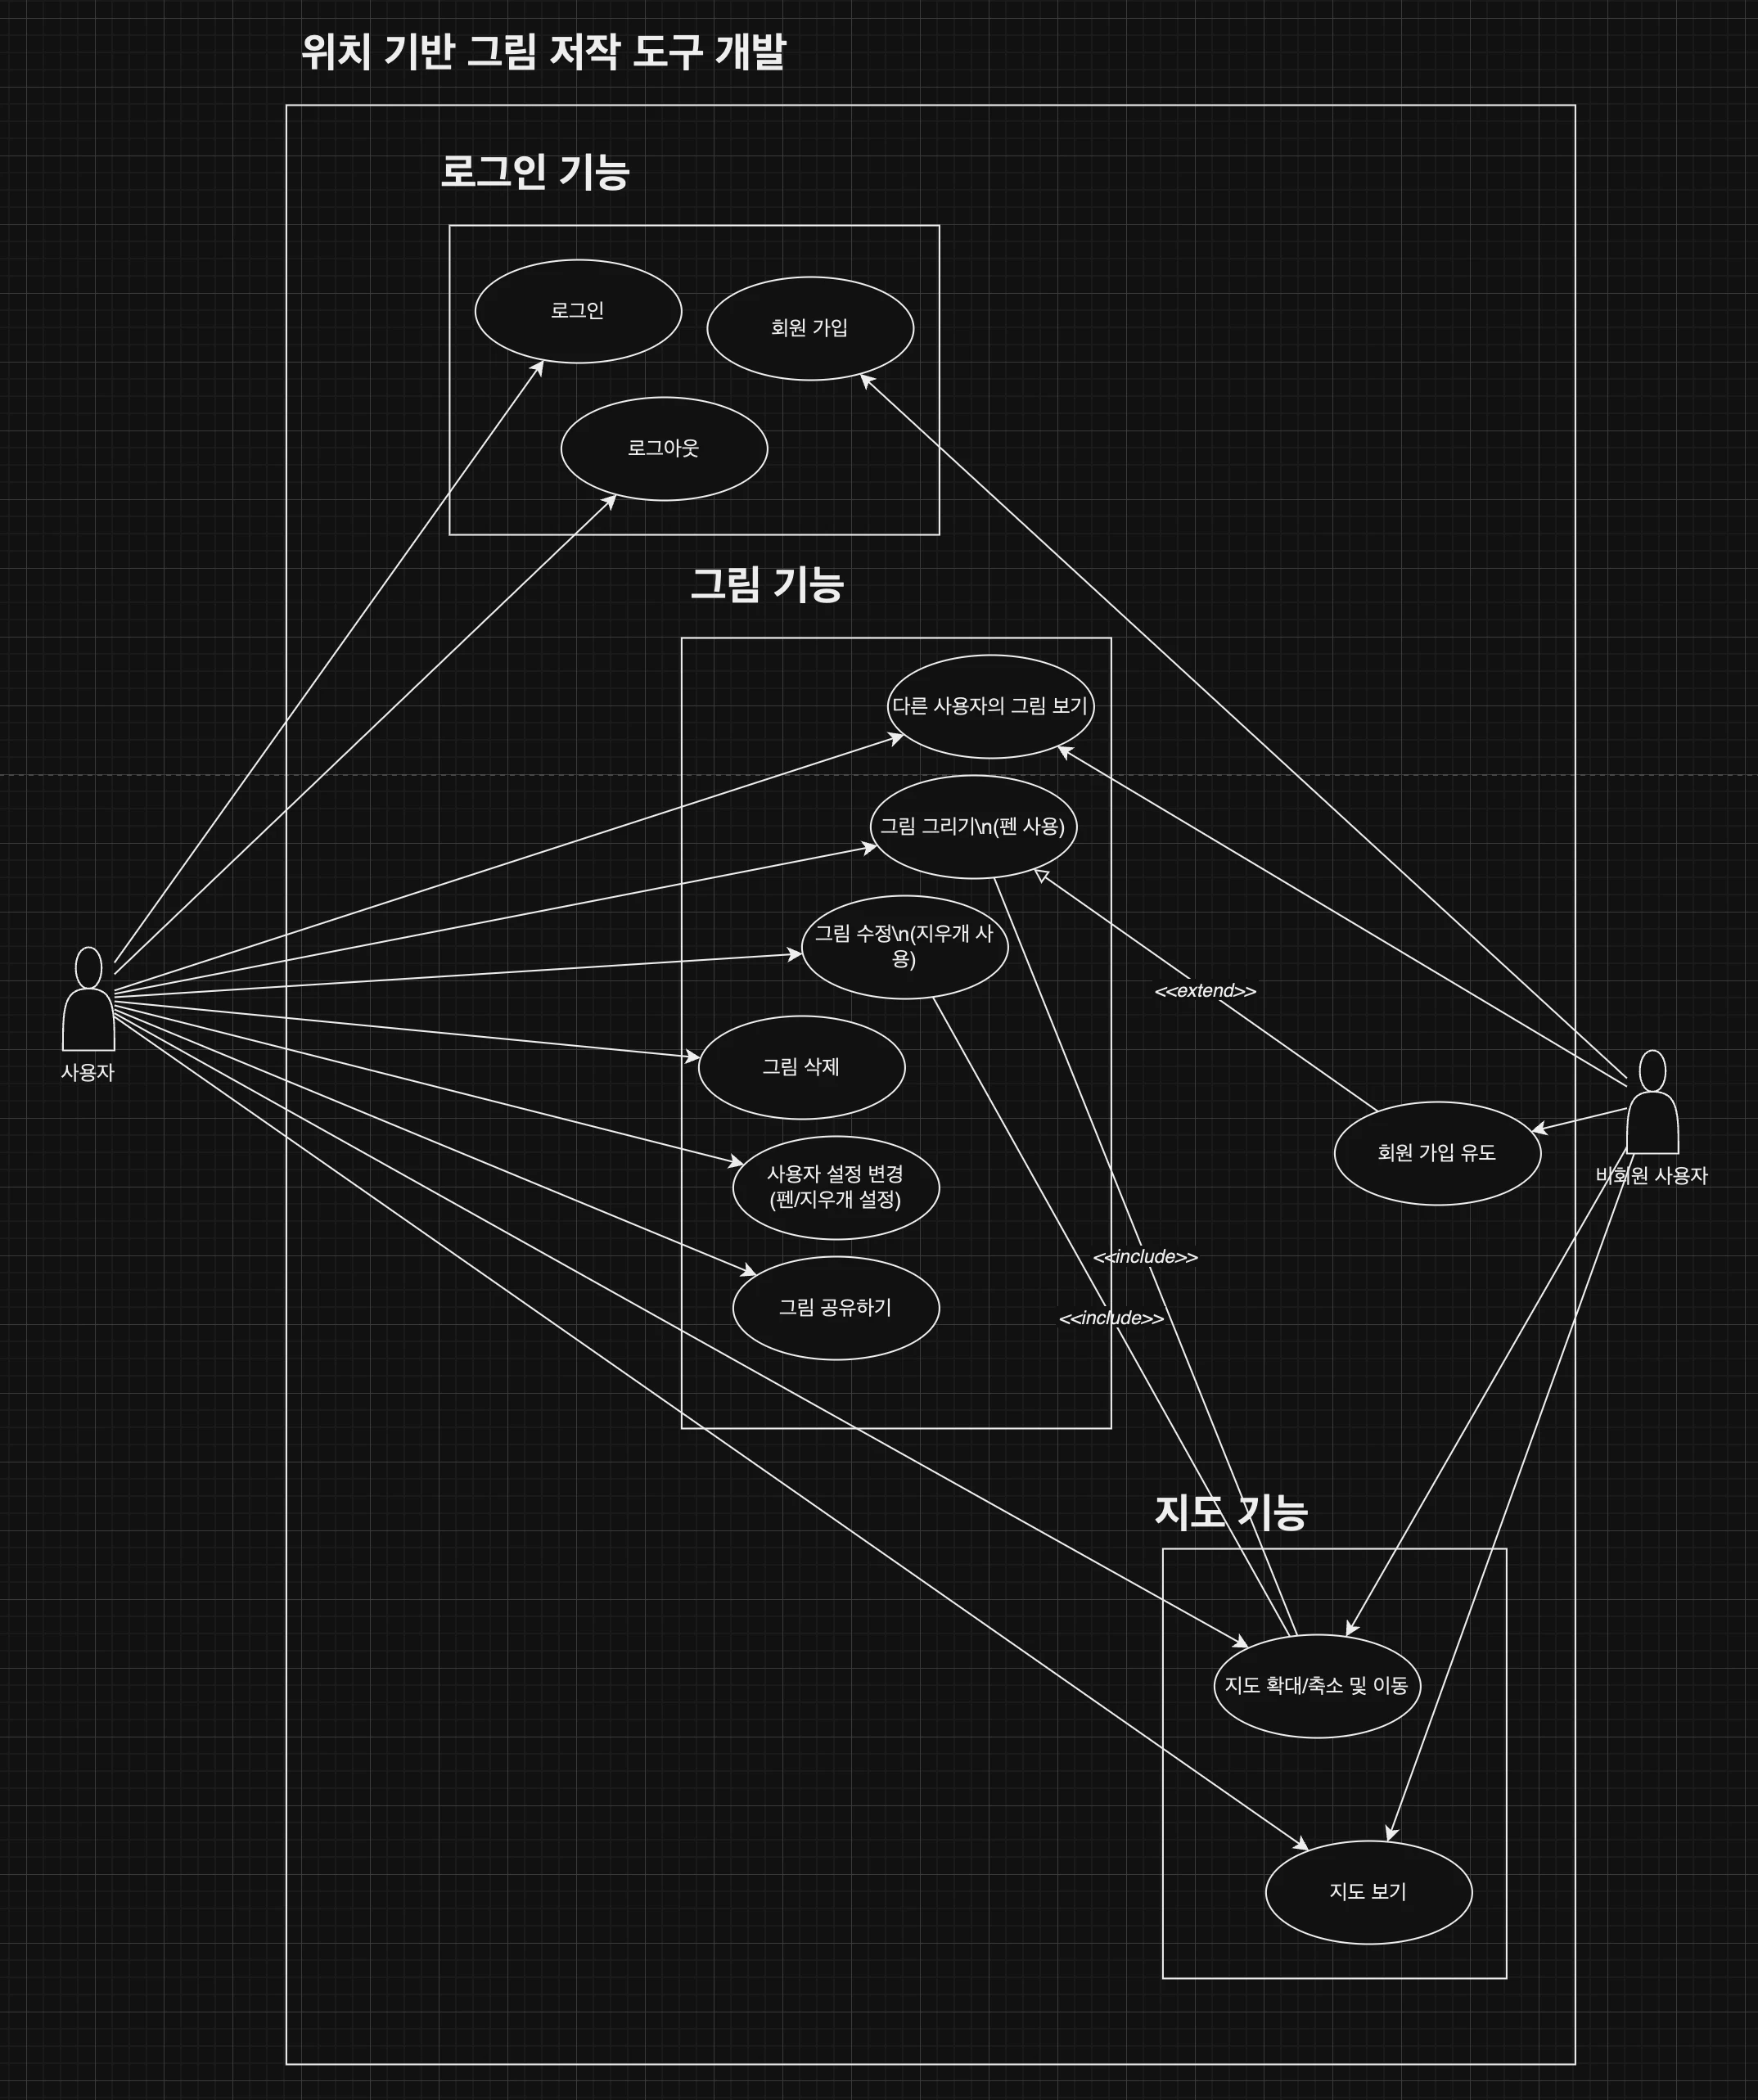 위치 기반 그림 저작 도구 개발
로그인 기능
로그인
회원 가입
로그아웃
그림 기능
다른 사용자의 그림 보기
그림 그리기\n(펜 사용)
그림 수정\n(지우개 사
용)
<<extend>>
그림 삭제
사용자
회원 가입 유도
비회원 사용자
사용자 설정 변경
(펜/지우개 설정)
<<include>>
그림 공유하기
<<include>>
지도 기능
지도 확대/축소 및 이동
지도 보기